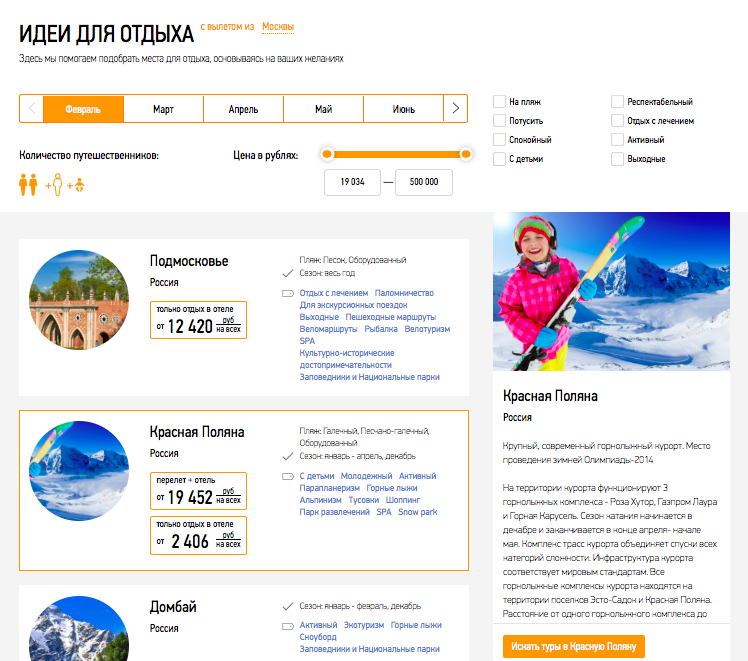 ИДЕИ ДЛЯ ОТДЫХА с вылетом из Москвы
Здесь мы помогаем подобрать места для отдыха, основываясь на ваших желаниях
Февраль Март Апрель Май Июнь
На пляж
Потусить
Спокойный
С детьми
Респектабельный
Отдых с лечением
Активный
Выходные
Количество путешественников:
+ +
Цена в рублях:
19 034 — 500 000
Подмосковье
Россия
только отдых в отеле
от 12 420 руб на всех
Пляж: Песок, Оборудованный
Сезон: весь год
Отдых с лечением Паломничество
Для экскурсионных поездок
Выходные Пешеходные маршруты
Веломаршруты Рыбалка Велотуризм
SPA
Культурно-исторические
достопримечательности
Заповедники и Национальные парки
Красная Поляна
Россия
перелет + отель
от 19 452 руб на всех
только отдых в отеле
от 2 406 руб на всех
Пляж: Галечный, Песчано-галечный,
Оборудованный
Сезон: январь - апрель, декабрь
С детьми Молодежный Активный
Парапланеризм Горные лыжи
Альпинизм Тусовки Шоппинг
Парк развлечений SPA Snow park
Домбай
Россия
Сезон: январь - февраль, декабрь
Активный Экотуризм Горные лыжи
Сноуборд
Заповедники и Национальные парки
Красная Поляна
Россия
Крупный, современный горнолыжный курорт. Место
проведения зимней Олимпиады-2014
На территории курорта функционируют 3
горнолыжных комплекса - Роза Хутор, Газпром Лаура
и Горная Карусель. Сезон катания начинается в
декабре и заканчивается в конце апреля- начале
мая. Комплекс трасс курорта объединяет спуски всех
категорий сложности. Инфраструктура курорта
соответствует мировым стандартам. Все
горнолыжные комплексы курорта находятся на
территории поселков Эсто-Садок и Красная Поляна.
Расстояние от одного горнолыжного комплекса до
Искать туры в Красную Поляну